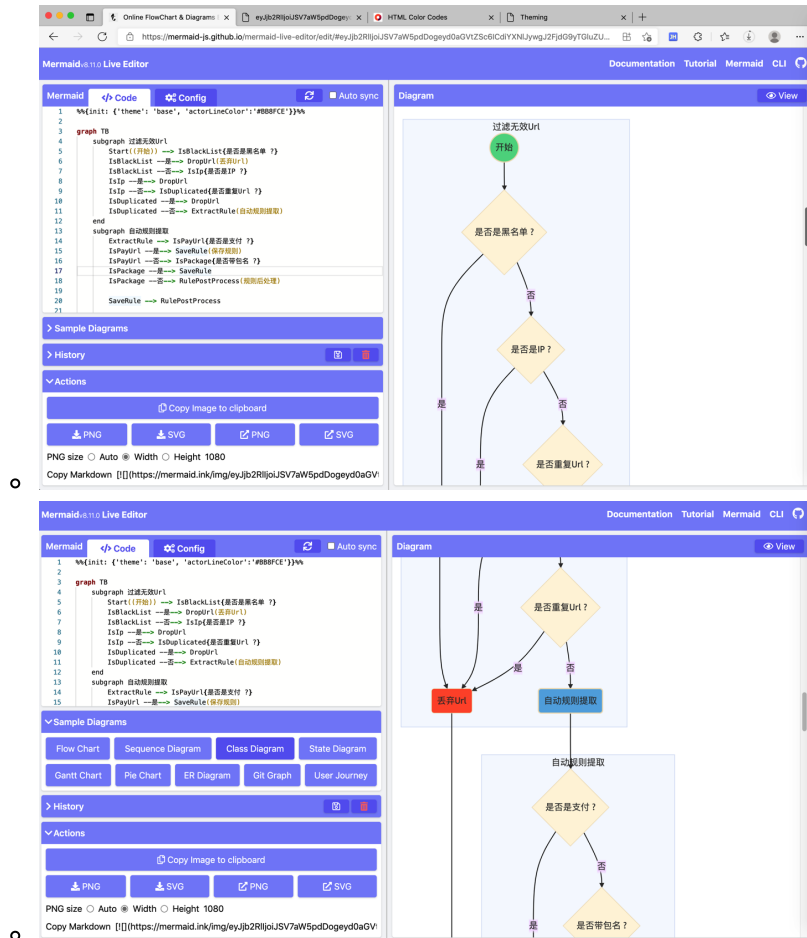 Online FlowChart & Diagrams
eyJjb2RlIjoiJSV7aW5pdDogey
HTML Color Codes
Theming
https://mermaid-js.github.io/mermaid-live-editor/edit/#eyJjb2RlIjoiJSV7aW5pdDogeyd0aGVtZSc6ICdiYXNlJywgJ2FjdG9yTGluZU...
Mermaidv8.11.0 Live Editor
Documentation Tutorial Mermaid CLI
Mermaid </> Code Config Auto sync
1 %%{init: {'theme': 'base', 'actorLineColor':'#BBBFCE'}}%%
2
3 graph TB
4 subgraph 过滤无效Url
5 Start((开始)) --> IsBlackList{是否是黑名单 ?}
6 IsBlackList --是--> DropUrl(丢弃Url)
7 IsBlackList --否--> IsIp{是否是IP ?}
8 IsIp --是--> DropUrl
9 IsIp --否--> IsDuplicated{是否重复Url ?}
10 IsDuplicated --是--> DropUrl
11 IsDuplicated --否--> ExtractRule(自动规则提取)
12 end
13 subgraph 自动规则提取
14 ExtractRule --> IsPayUrl{是否是支付 ?}
15 IsPayUrl --是--> SaveRule(保存规则)
16 IsPayUrl --否--> IsPackage{是否带包名 ?}
17 IsPackage --是--> SaveRule
18 IsPackage --否--> RulePostProcess(规则后处理)
19
20 SaveRule --> RulePostProcess
21
Sample Diagrams
History
Actions
Copy Image to clipboard
PNG SVG PNG SVG
PNG size Auto Width Height 1080
Copy Markdown [![](https://mermaid.ink/img/eyJjb2RlIjoiJSV7aW5pdDogeyd0aGV
Diagram View
过滤无效Url
开始
是否是黑名单 ?
否
是否是IP ?
是 否
是 是否重复Url ?
Mermaidv8.11.0 Live Editor
Documentation Tutorial Mermaid CLI
Mermaid </> Code Config Auto sync
1 %%{init: {'theme': 'base', 'actorLineColor':'#BBBFCE'}}%%
2
3 graph TB
4 subgraph 过滤无效Url
5 Start((开始)) --> IsBlackList{是否是黑名单 ?}
6 IsBlackList --是--> DropUrl(丢弃Url)
7 IsBlackList --否--> IsIp{是否是IP ?}
8 IsIp --是--> DropUrl
9 IsIp --否--> IsDuplicated{是否重复Url ?}
10 IsDuplicated --是--> DropUrl
11 IsDuplicated --否--> ExtractRule(自动规则提取)
12 end
13 subgraph 自动规则提取
14 ExtractRule --> IsPayUrl{是否是支付 ?}
15 IsPayUrl --是--> SaveRule(保存规则)
Sample Diagrams
Flow Chart Sequence Diagram Class Diagram State Diagram
Gantt Chart Pie Chart ER Diagram Git Graph User Journey
History
Actions
Copy Image to clipboard
PNG SVG PNG SVG
PNG size Auto Width Height 1080
Copy Markdown [![](https://mermaid.ink/img/eyJjb2RlIjoiJSV7aW5pdDogeyd0aGV
Diagram View
是 是否重复Url ?
是 否
丢弃Url 自动规则提取
自动规则提取
是否是支付 ?
否
是 是否带包名 ?